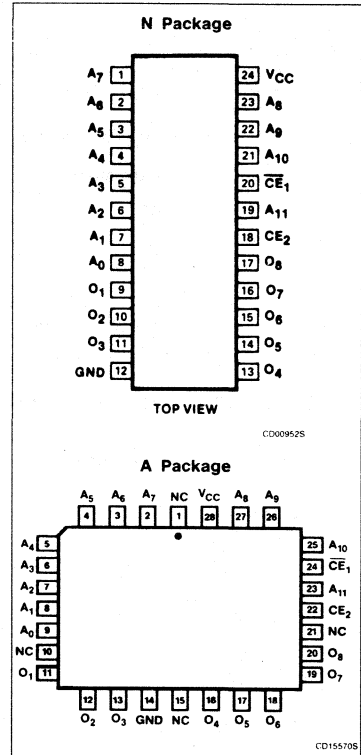 N Package
A7 1 24 VCC
A6 2 23 A8
A5 3 22 A9
A4 4 21 A10
A3 5 20 C̅E̅1
A2 6 19 A11
A1 7 18 CE2
A0 8 17 O8
O1 9 16 O7
O2 10 15 O6
O3 11 14 O5
GND 12 13 O4
TOP VIEW
CD00952S
A Package
A5 A6 A7 NC VCC A8 A9
4 3 2 1 28 27 26
A4 5 25 A10
A3 6 24 C̅E̅1
A2 7 23 A11
A1 8 22 CE2
A0 9 21 NC
NC 10 20 O8
O1 11 19 O7
12 13 14 15 16 17 18
O2 O3 GND NC O4 O5 O6
CD15570S